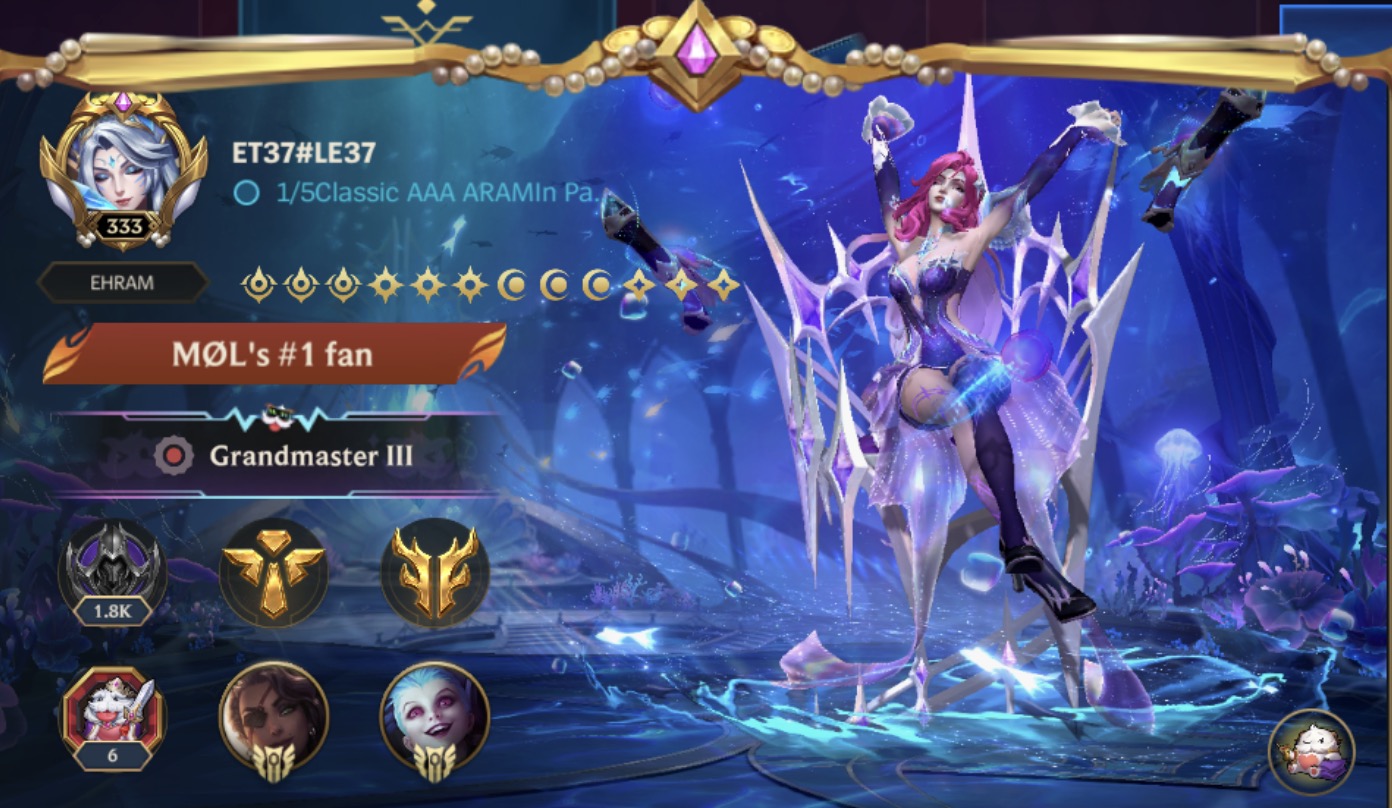 ET37#LE37
1/5Classic AAA ARAMIn Pa...
333
EHRAM
MØL's #1 fan
Grandmaster III
1.8K
6